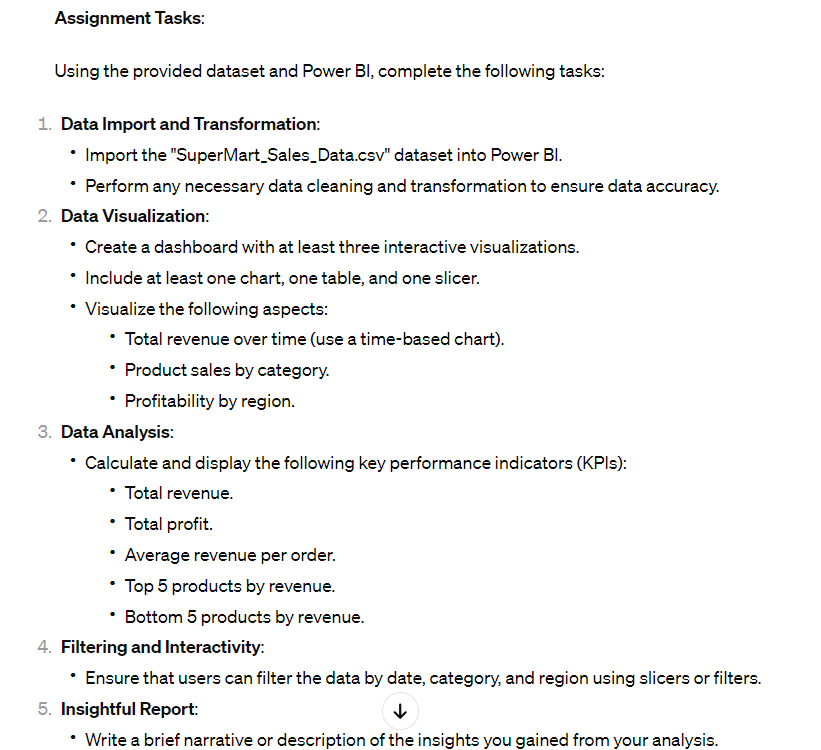 Assignment Tasks:
Using the provided dataset and Power BI, complete the following tasks:
1. Data Import and Transformation:
• Import the "SuperMart_Sales_Data.csv" dataset into Power BI.
• Perform any necessary data cleaning and transformation to ensure data accuracy.
2. Data Visualization:
• Create a dashboard with at least three interactive visualizations.
• Include at least one chart, one table, and one slicer.
• Visualize the following aspects:
• Total revenue over time (use a time-based chart).
• Product sales by category.
• Profitability by region.
3. Data Analysis:
• Calculate and display the following key performance indicators (KPIs):
• Total revenue.
• Total profit.
• Average revenue per order.
• Top 5 products by revenue.
• Bottom 5 products by revenue.
4. Filtering and Interactivity:
• Ensure that users can filter the data by date, category, and region using slicers or filters.
5. Insightful Report:
• Write a brief narrative or description of the insights you gained from your analysis.